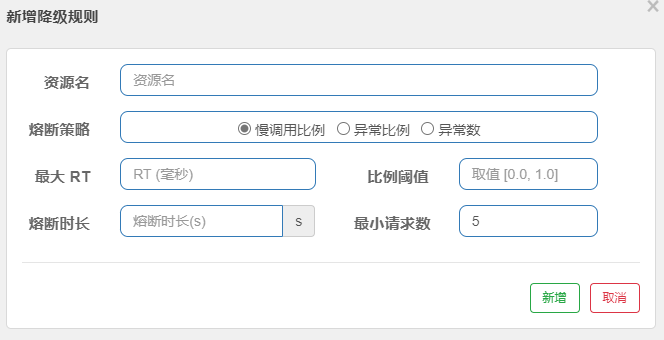 新增降级规则
×
资源名 资源名
熔断策略 慢调用比例 异常比例 异常数
最大 RT RT (毫秒) 比例阈值 取值 [0.0, 1.0]
熔断时长 熔断时长(s) s 最小请求数 5
新增 取消